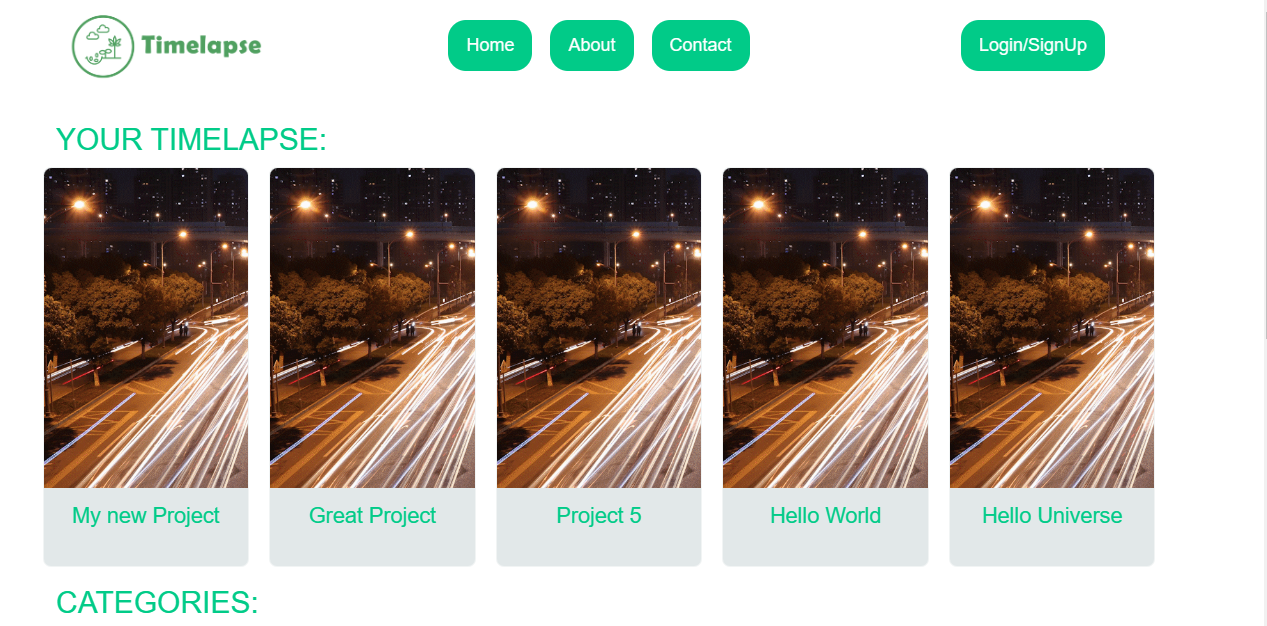 Timelapse
Home About Contact Login/SignUp
YOUR TIMELAPSE:
My new Project Great Project Project 5 Hello World Hello Universe
CATEGORIES: